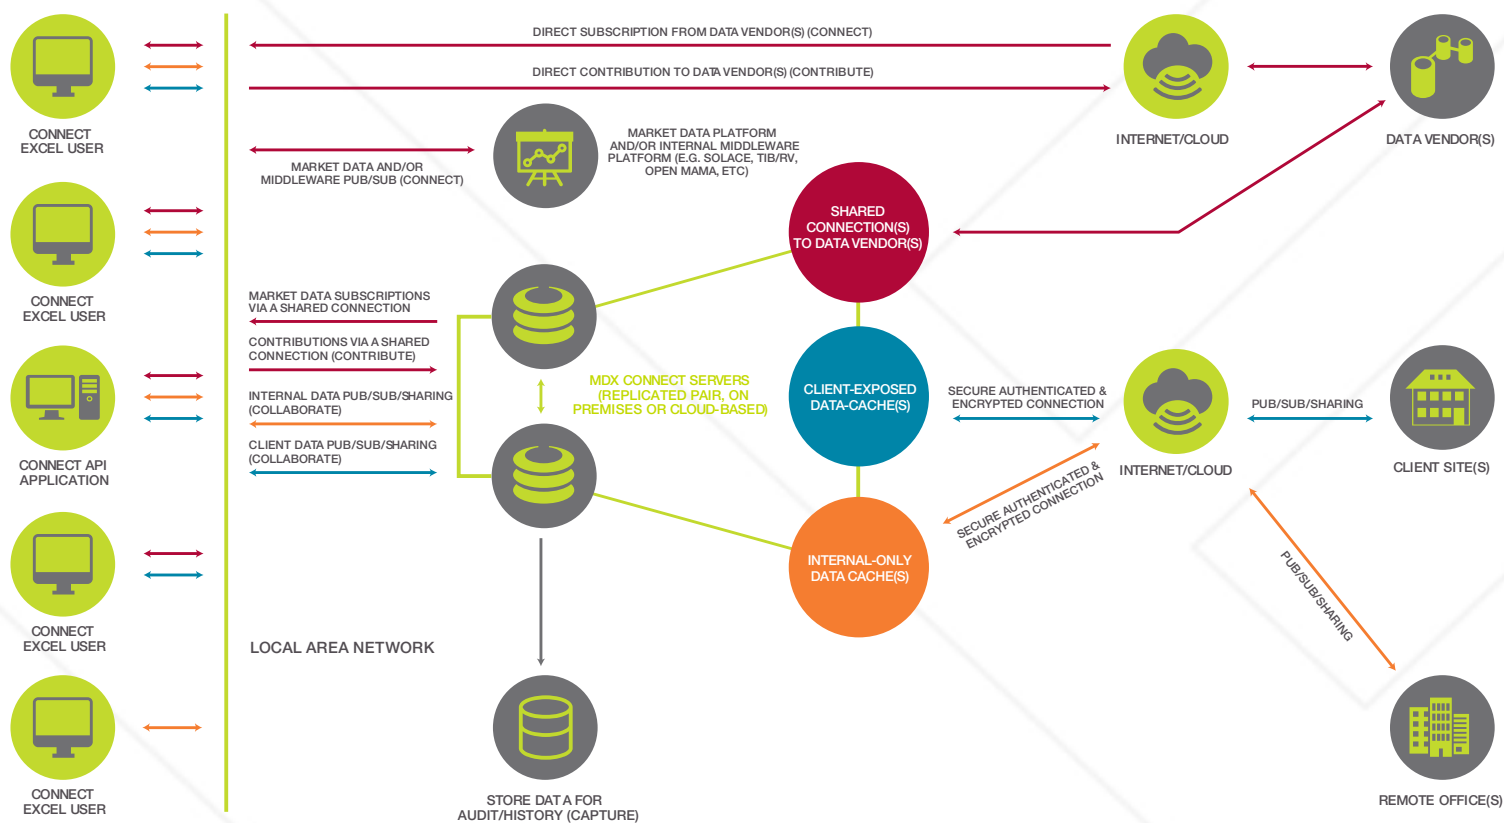 DIRECT SUBSCRIPTION FROM DATA VENDOR(S) (CONNECT)
DIRECT CONTRIBUTION TO DATA VENDOR(S) (CONTRIBUTE)
CONNECT
EXCEL USER
INTERNET/CLOUD
DATA VENDOR(S)
MARKET DATA AND/OR
MIDDLEWARE PUB/SUB (CONNECT)
MARKET DATA PLATFORM
AND/OR INTERNAL MIDDLEWARE
PLATFORM (E.G. SOLACE, TIB/RV,
OPEN MAMA, ETC)
SHARED
CONNECTION(S)
TO DATA VENDOR(S)
CONNECT
EXCEL USER
MARKET DATA SUBSCRIPTIONS
VIA A SHARED CONNECTION
CONTRIBUTIONS VIA A SHARED
CONNECTION (CONTRIBUTE)
INTERNAL DATA PUB/SUB/SHARING
(COLLABORATE)
CLIENT DATA PUB/SUB/SHARING
(COLLABORATE)
MDX CONNECT SERVERS
(REPLICATED PAIR, ON
PREMISES OR CLOUD-BASED)
CLIENT-EXPOSED
DATA-CACHE(S)
SECURE AUTHENTICATED &
ENCRYPTED CONNECTION
PUB/SUB/SHARING
CONNECT API
APPLICATION
INTERNET/CLOUD
CLIENT SITE(S)
SECURE AUTHENTICATED &
ENCRYPTED CONNECTION
INTERNAL-ONLY
DATA CACHE(S)
PUB/SUB/SHARING
CONNECT
EXCEL USER
LOCAL AREA NETWORK
CONNECT
EXCEL USER
STORE DATA FOR
AUDIT/HISTORY (CAPTURE)
REMOTE OFFICE(S)